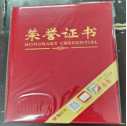 荣誉证书
HONORARY CREDENTIAL